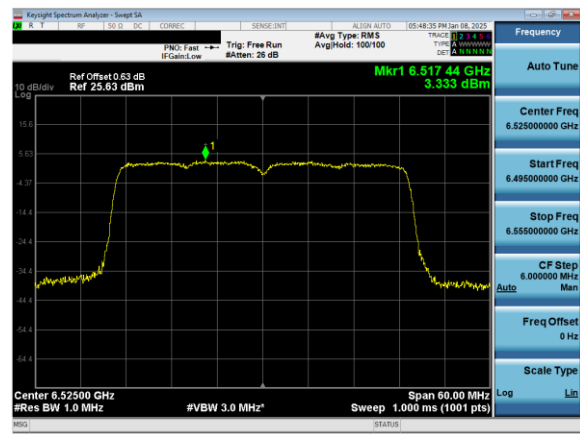 Keysight Spectrum Analyzer - Swept SA
R T RF 50 Ω DC CORREC SENSE:INT ALIGN AUTO 05:48:35 PM Jan 08, 2025
Frequency
PNO: Fast Trig: Free Run #Avg Type: RMS TRACE 1 2 3 4 5 6
IFGain:Low #Atten: 26 dB Avg|Hold: 100/100 TYPE A WWWWW
DET A N N N N N
Auto Tune
Ref Offset 0.63 dB Mkr1 6.517 44 GHz
10 dB/div Ref 25.63 dBm 3.333 dBm
Log
15.6
5.63
-4.37
-14.4
-24.4
-34.4
-44.4
-54.4
-64.4
1
Center Freq
6.525000000 GHz
Start Freq
6.495000000 GHz
Stop Freq
6.555000000 GHz
CF Step
6.000000 MHz
Auto Man
Freq Offset
0 Hz
Scale Type
Log Lin
Center 6.52500 GHz Span 60.00 MHz
#Res BW 1.0 MHz #VBW 3.0 MHz* Sweep 1.000 ms (1001 pts)
MSG STATUS